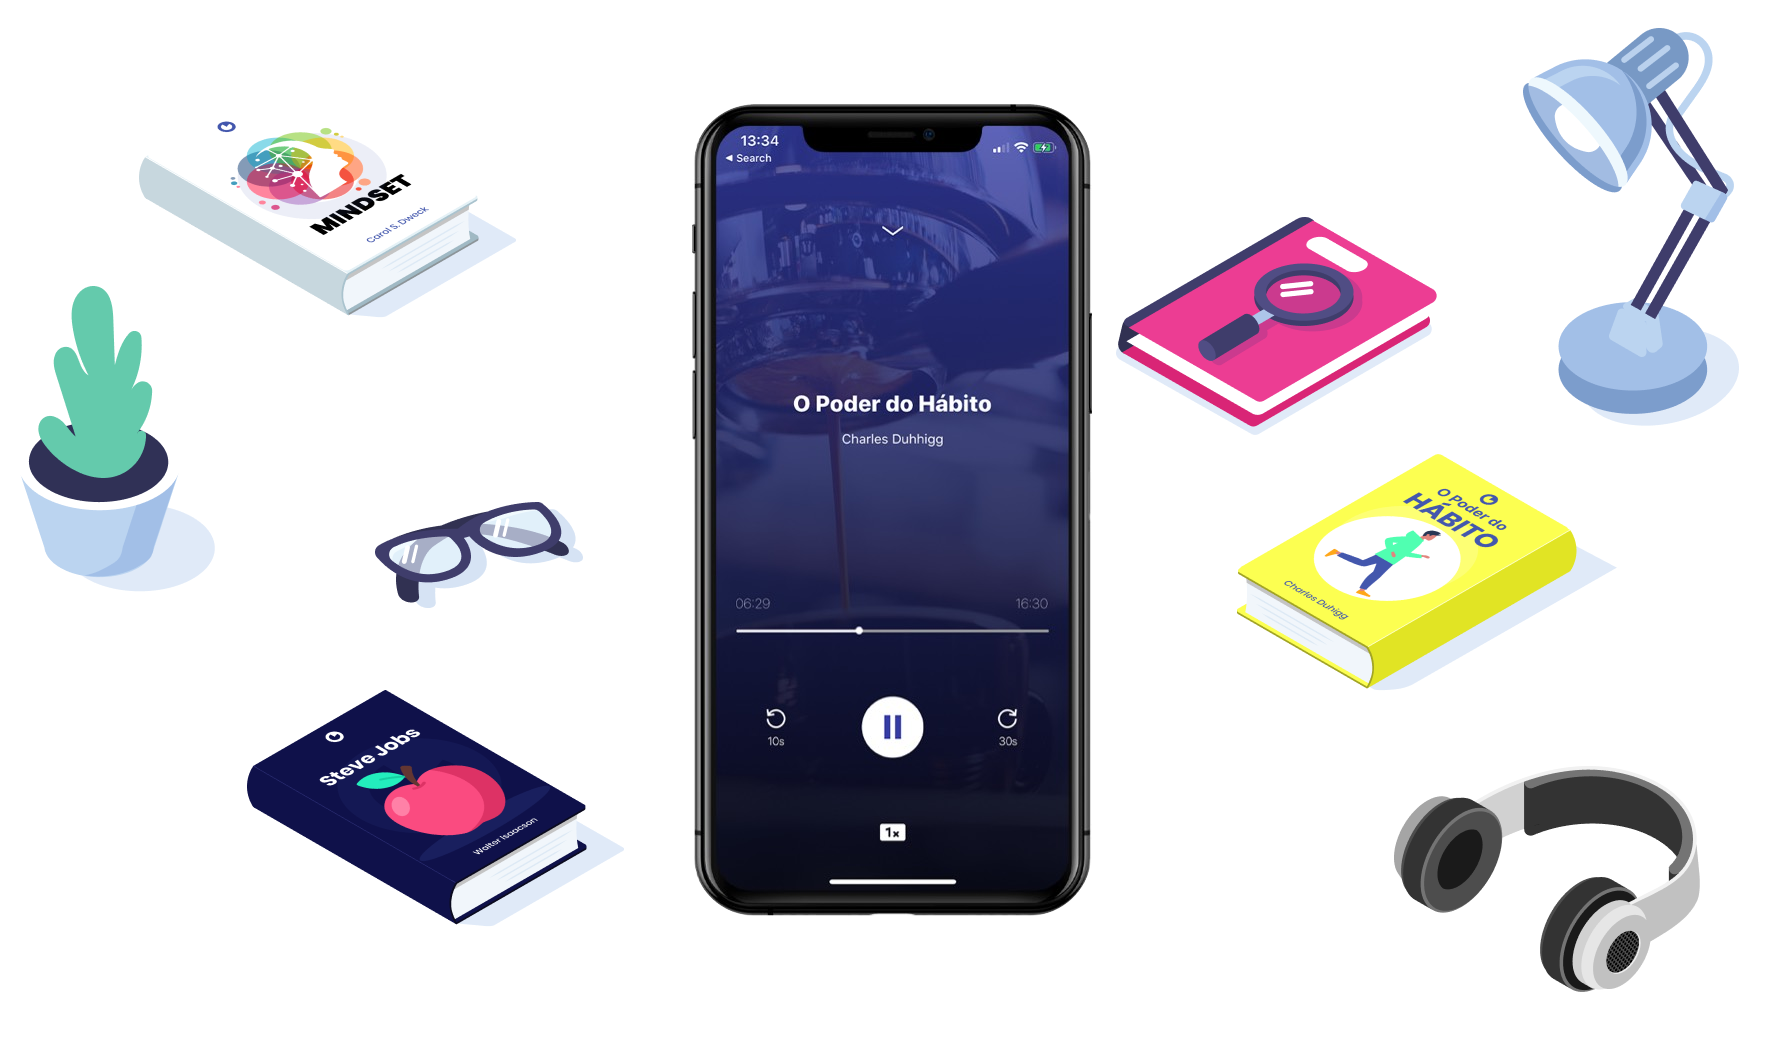 MINDSET
Carol S. Dweck
13:34
◀ Search
O Poder do Hábito
Charles Duhhigg
06:29
16:30
10s
30s
1x
O Poder do
HÁBITO
Charles Duhigg
Steve Jobs
Walter Isaacson